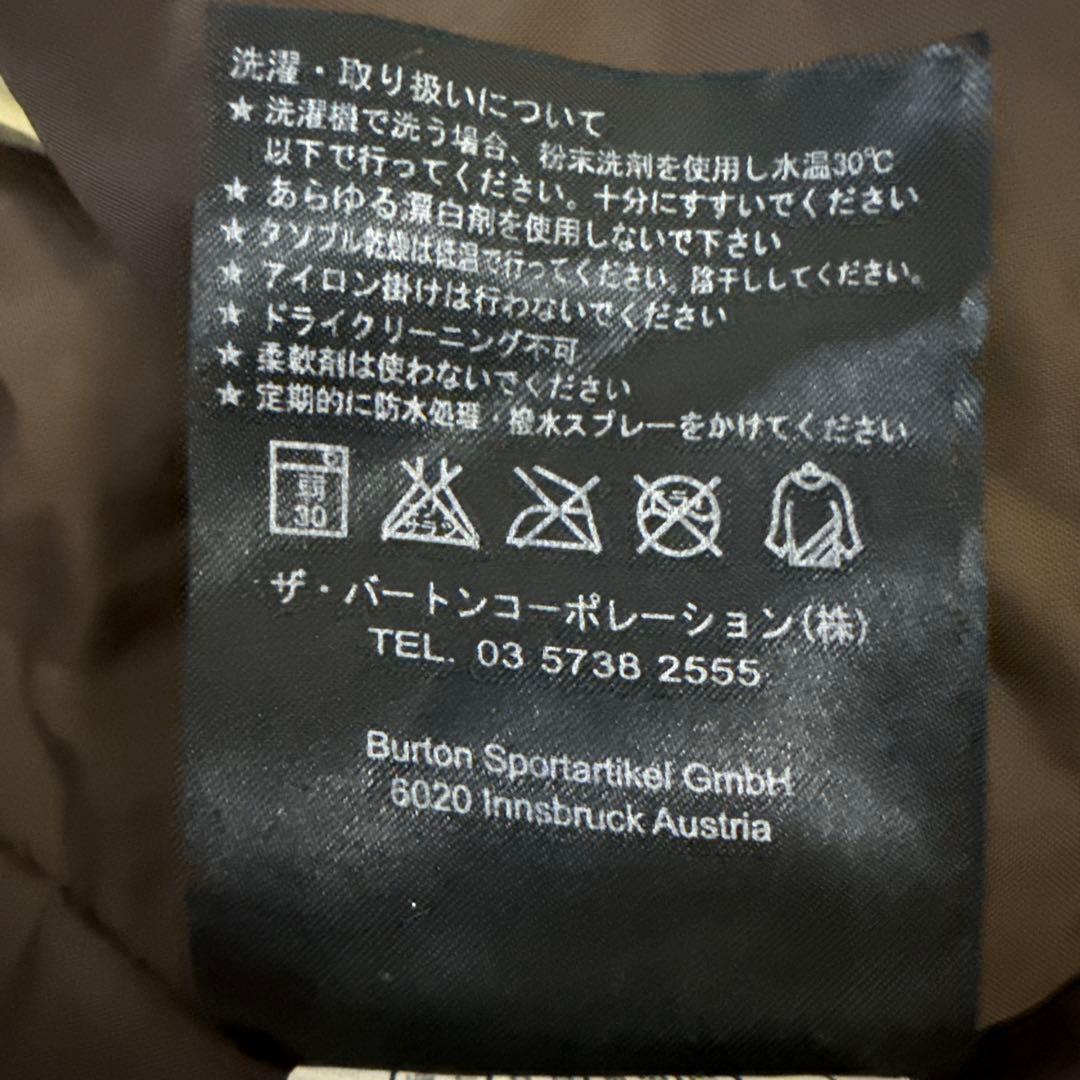 洗濯・取り扱いについて
★ 洗濯機で洗う場合、粉末洗剤を使用し水温30℃
以下で行ってください。十分にすすいでください
★ あらゆる漂白剤を使用しないで下さい
★ タンブル乾燥は低温で行ってください。陰干ししてください。
★ アイロン掛けは行わないでください
★ ドライクリーニング不可
★ 柔軟剤は使わないでください
★ 定期的に防水処理・撥水スプレーをかけてください
弱
30
サラシ
ドライ
ザ・バートンコーポレーション(株)
TEL. 03 5738 2555
Burton Sportartikel GmbH
6020 Innsbruck Austria